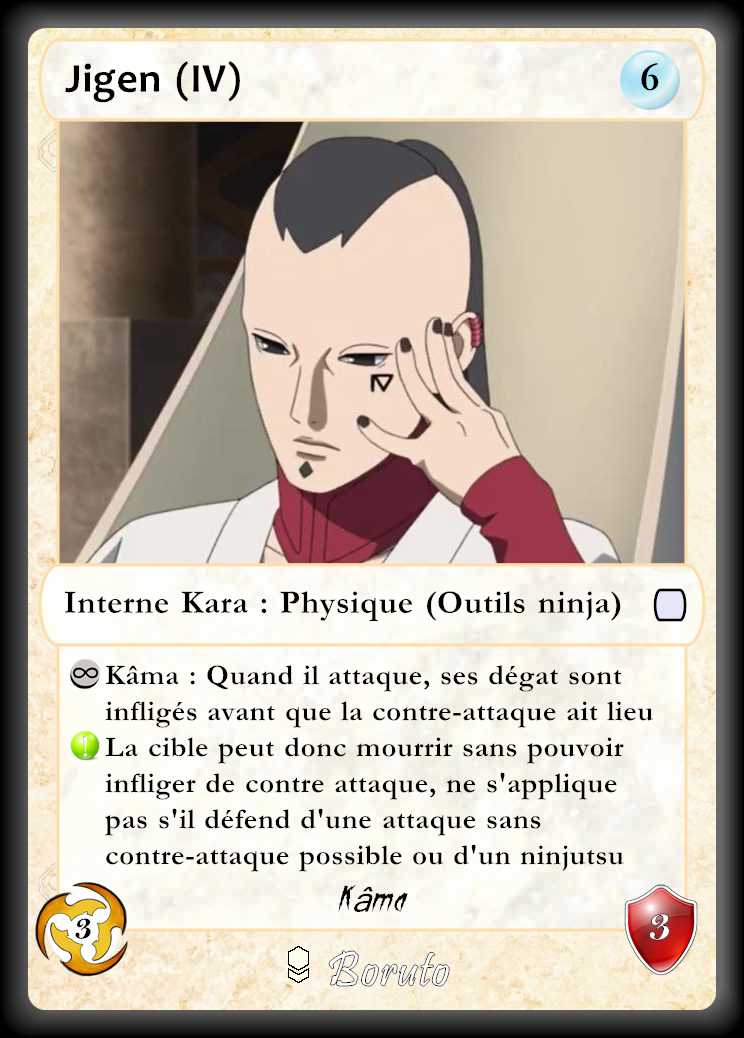 Jigen (IV)
6
Interne Kara : Physique (Outils ninja)
Kâma : Quand il attaque, ses dégat sont
infligés avant que la contre-attaque ait lieu
La cible peut donc mourrir sans pouvoir
infliger de contre attaque, ne s'applique
pas s'il défend d'une attaque sans
contre-attaque possible ou d'un ninjutsu
Kâma
3
3
Boruto